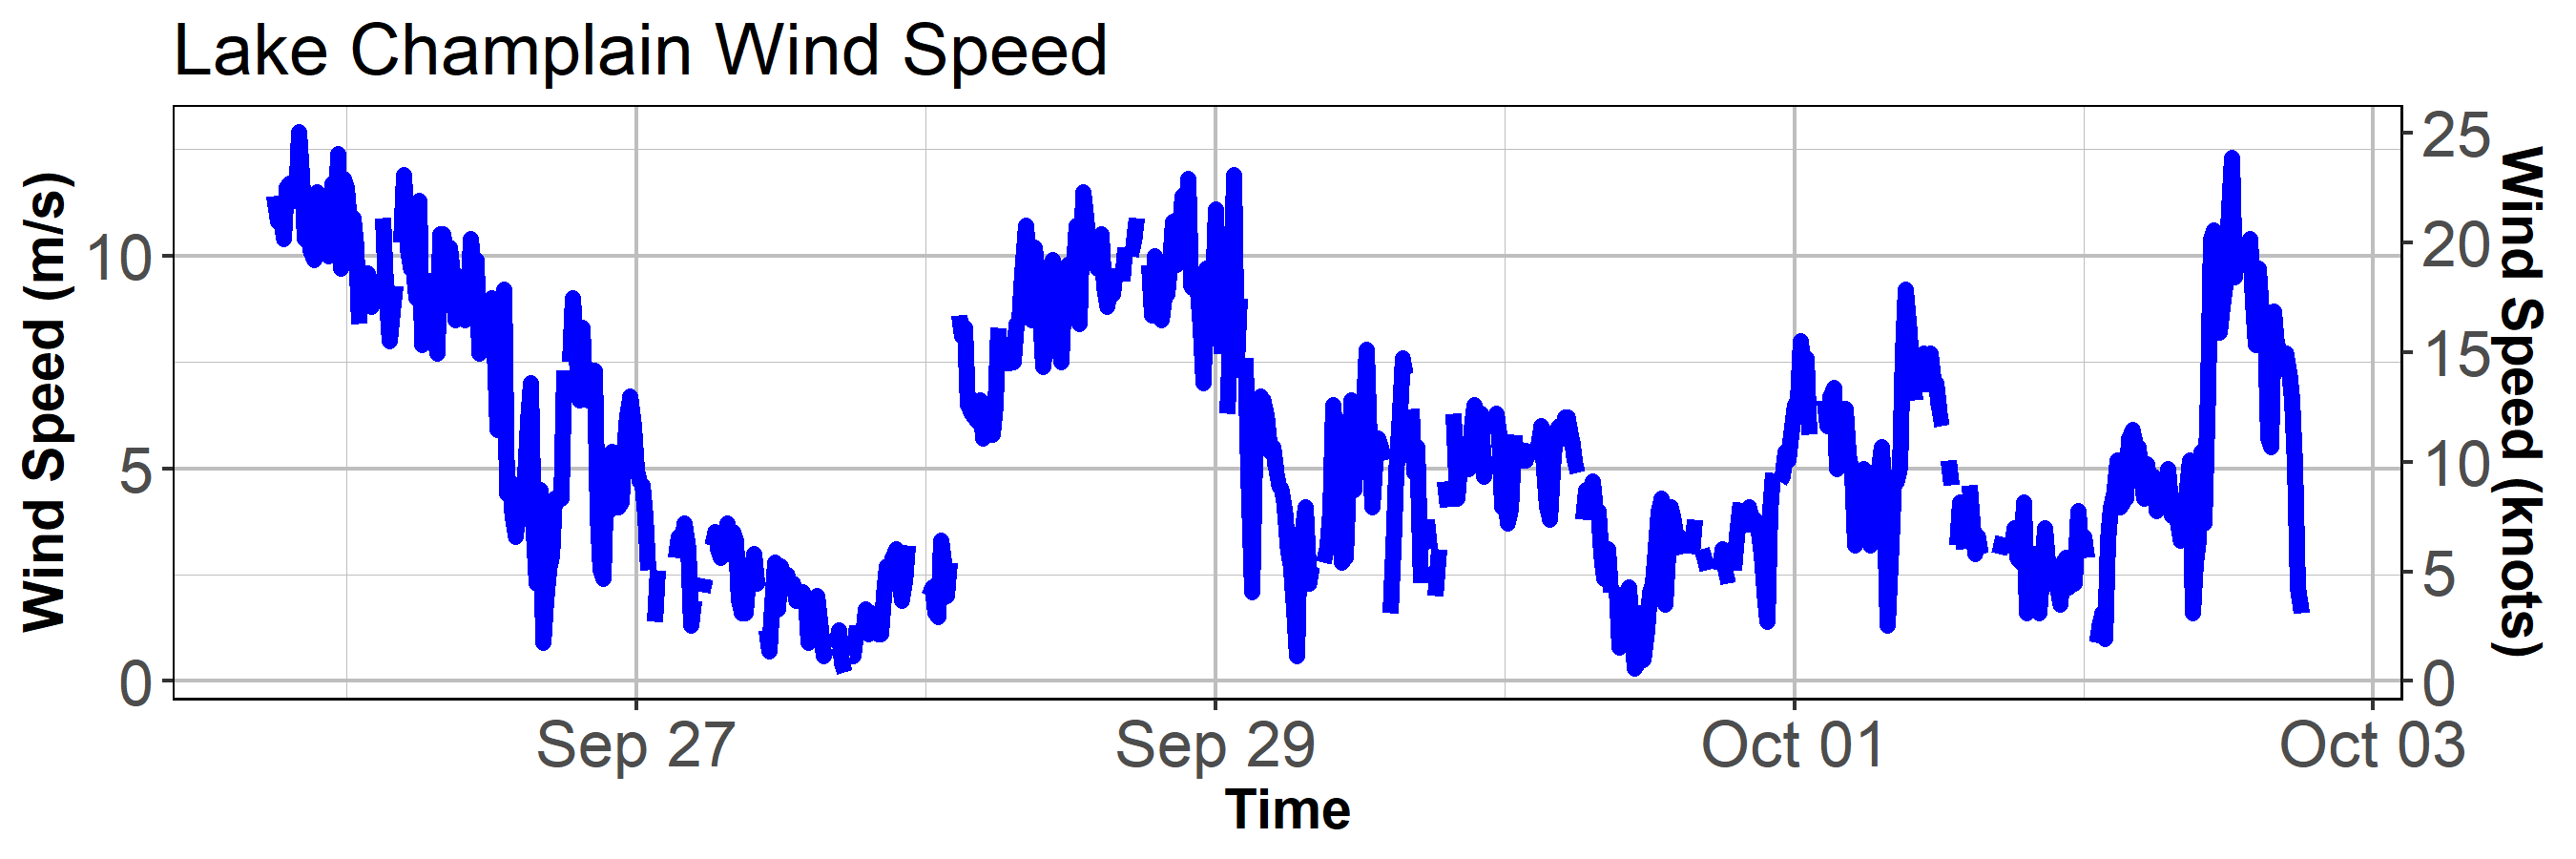 Lake Champlain Wind Speed
Wind Speed (m/s)
10
5
0
25
20
15
10
5
0
Wind Speed (knots)
Sep 27
Sep 29
Oct 01
Oct 03
Time